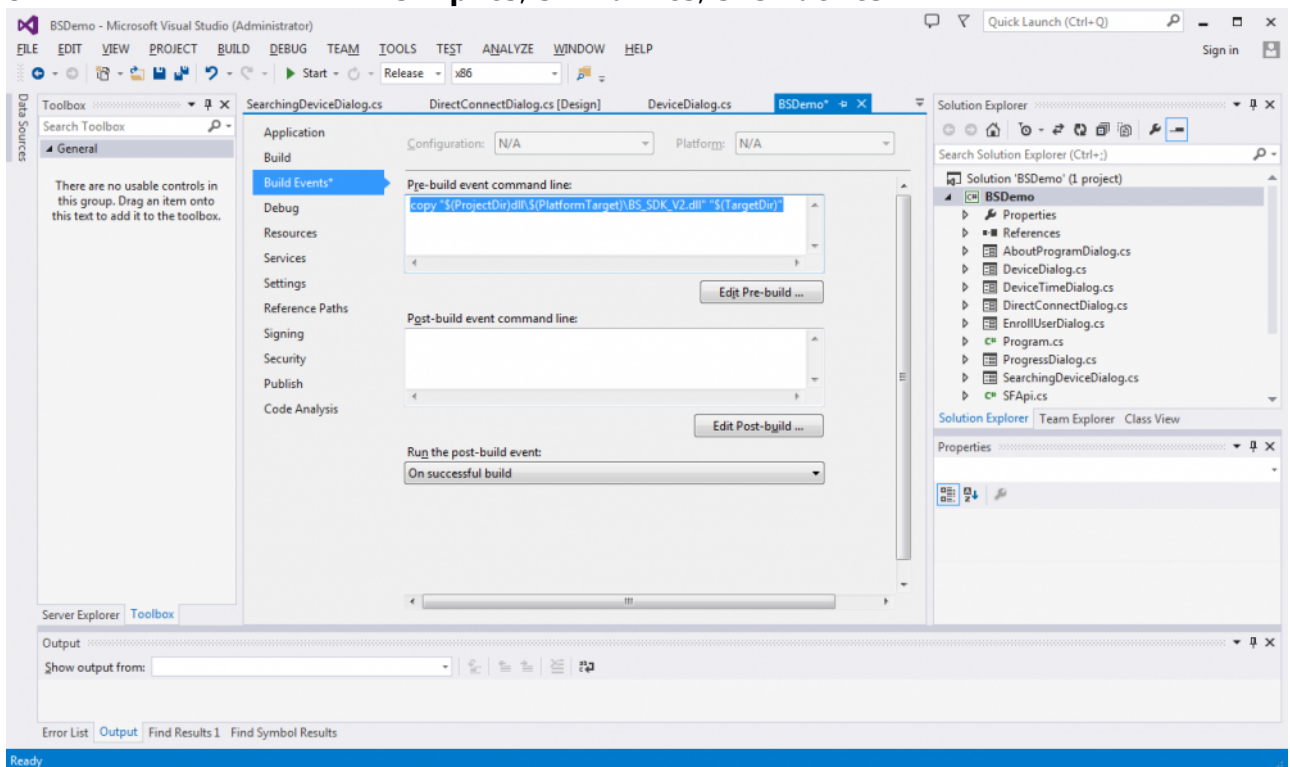 BSDemo - Microsoft Visual Studio (Administrator)
Quick Launch (Ctrl+Q)
FILE EDIT VIEW PROJECT BUILD DEBUG TEAM TOOLS TEST ANALYZE WINDOW HELP
Sign in
Start
Release
x86
Data Sources
Toolbox
Search Toolbox
General
There are no usable controls in
this group. Drag an item onto
this text to add it to the toolbox.
Server Explorer
Toolbox
SearchingDeviceDialog.cs
DirectConnectDialog.cs [Design]
DeviceDialog.cs
BSDemo*
Application
Build
Build Events*
Debug
Resources
Services
Settings
Reference Paths
Signing
Security
Publish
Code Analysis
Configuration: N/A
Platform: N/A
Pre-build event command line:
copy "$(ProjectDir)dll\$(PlatformTarget)\BS_SDK_V2.dll" "$(TargetDir)"
Edit Pre-build ...
Post-build event command line:
Edit Post-build ...
Run the post-build event:
On successful build
Solution Explorer
Search Solution Explorer (Ctrl+;)
Solution 'BSDemo' (1 project)
BSDemo
Properties
References
AboutProgramDialog.cs
DeviceDialog.cs
DeviceTimeDialog.cs
DirectConnectDialog.cs
EnrollUserDialog.cs
Program.cs
ProgressDialog.cs
SearchingDeviceDialog.cs
SFApi.cs
Solution Explorer Team Explorer Class View
Properties
Output
Show output from:
Error List Output Find Results 1 Find Symbol Results
Ready